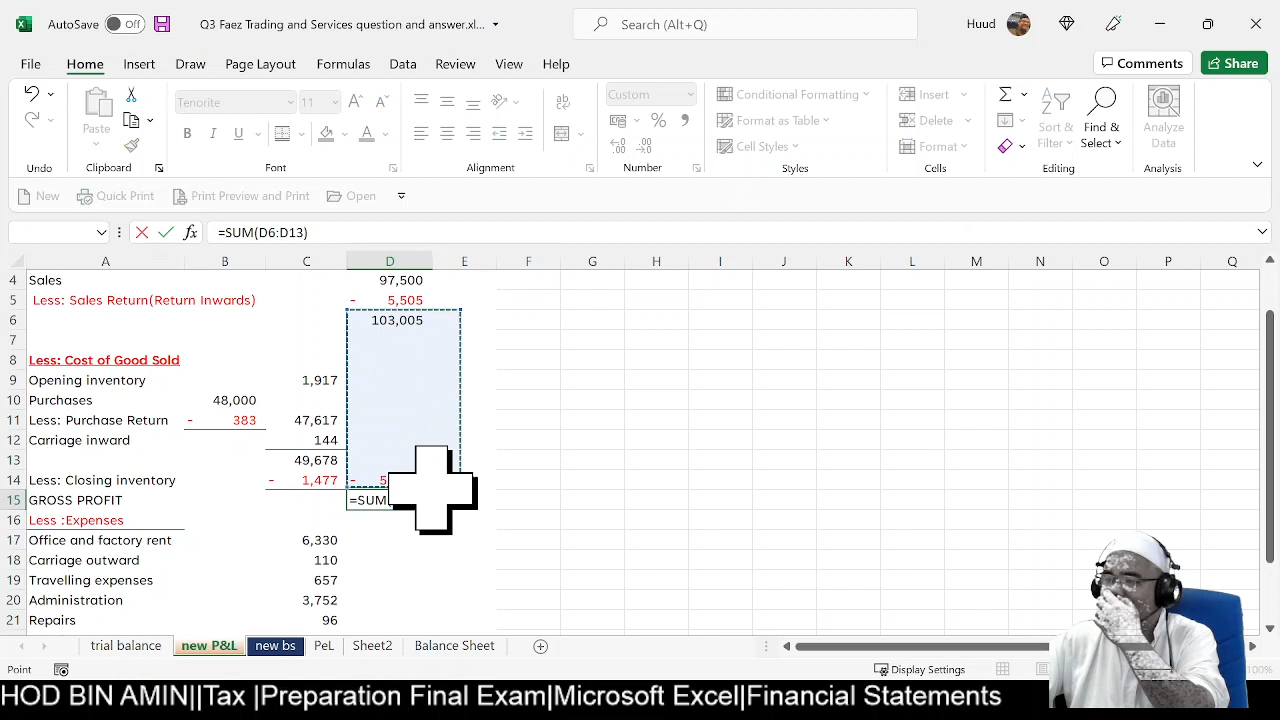 AutoSave Off Q3 Faez Trading and Services question and answer.xl... Search (Alt+Q) Huud
File Home Insert Draw Page Layout Formulas Data Review View Help Comments Share
Paste Tenorite 11 Custom Conditional Formatting Insert Sort & Find & Analyze
Format as Table Delete Filter Select Data
B I U A % Cell Styles Format
Undo Clipboard Font Alignment Number Styles Cells Editing Analysis
New Quick Print Print Preview and Print Open
fx =SUM(D6:D13)
A B C D E F G H I J K L M N O P Q
4 Sales 97,500
5 Less: Sales Return(Return Inwards) - 5,505
6 103,005
7
8 Less: Cost of Good Sold
9 Opening inventory 1,917
10 Purchases 48,000
11 Less: Purchase Return - 383 47,617
12 Carriage inward 144
13 49,678
14 Less: Closing inventory - 1,477 - 5
15 GROSS PROFIT =SUM(
16 Less :Expenses
17 Office and factory rent 6,330
18 Carriage outward 110
19 Travelling expenses 657
20 Administration 3,752
21 Repairs 96
trial balance new P&L new bs PeL Sheet2 Balance Sheet
Point Display Settings 100%
HOD BIN AMIN||Tax |Preparation Final Exam|Microsoft Excel|Financial Statements